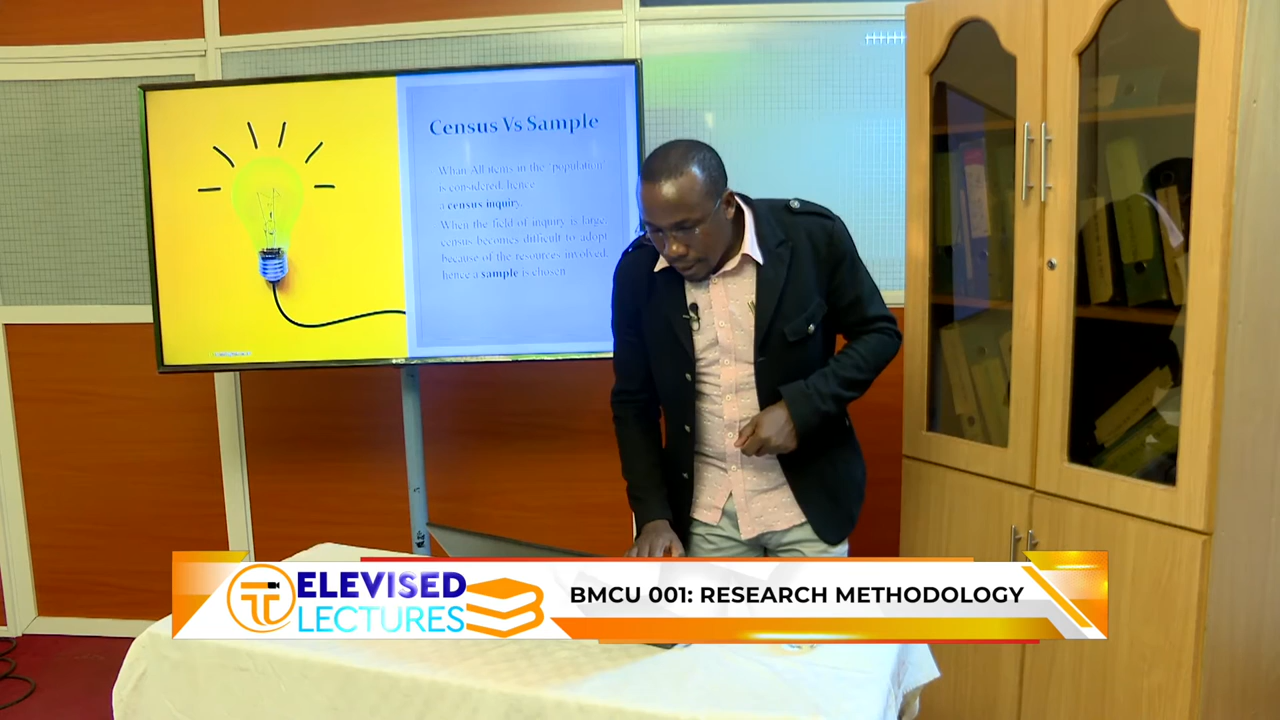 Census Vs Sample
Whan All items in the 'population'
is considered, hence
a census inquiry.
When the field of inquiry is large,
census becomes difficult to adopt
because of the resources involved,
hence a sample is chosen
TELEVISED
LECTURES
BMCU 001: RESEARCH METHODOLOGY